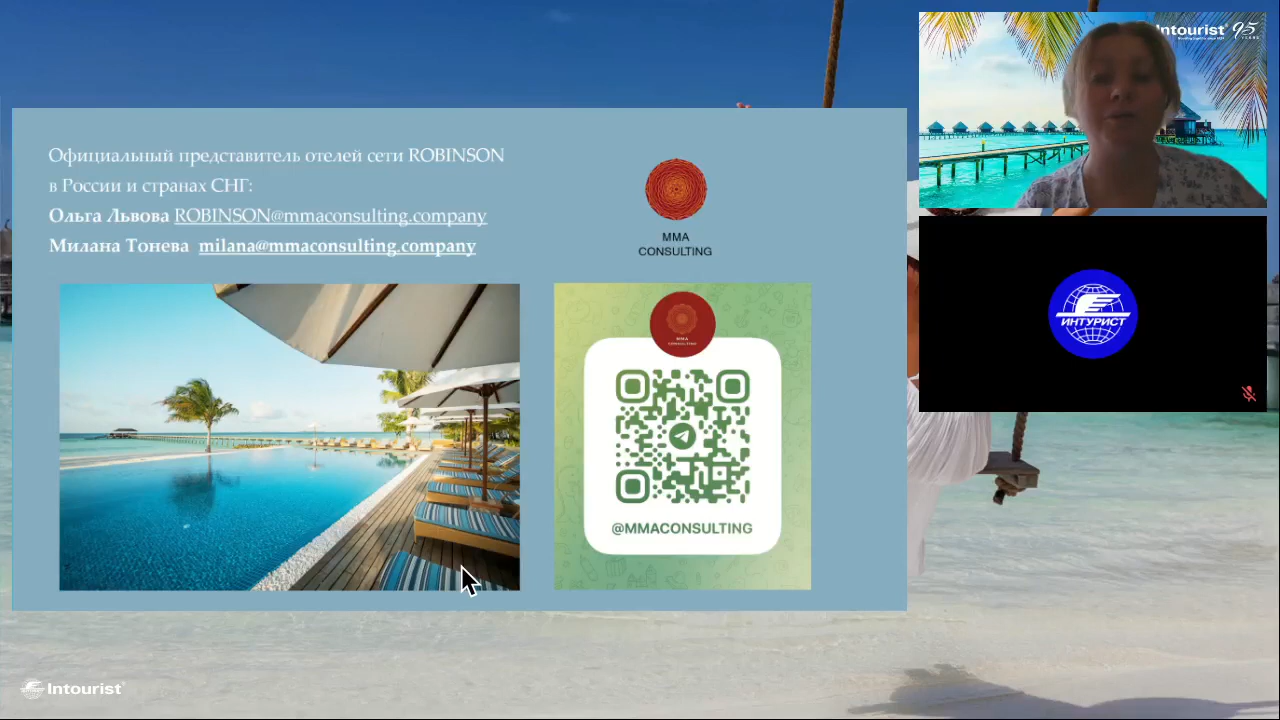 Официальный представитель отелей сети ROBINSON
в России и странах СНГ:
Ольга Львова ROBINSON@mmaconsulting.company
Милана Тонева milana@mmaconsulting.company
MMA
CONSULTING
@MMACONSULTING
Intourist 95
ИНТУРИСТ
Intourist